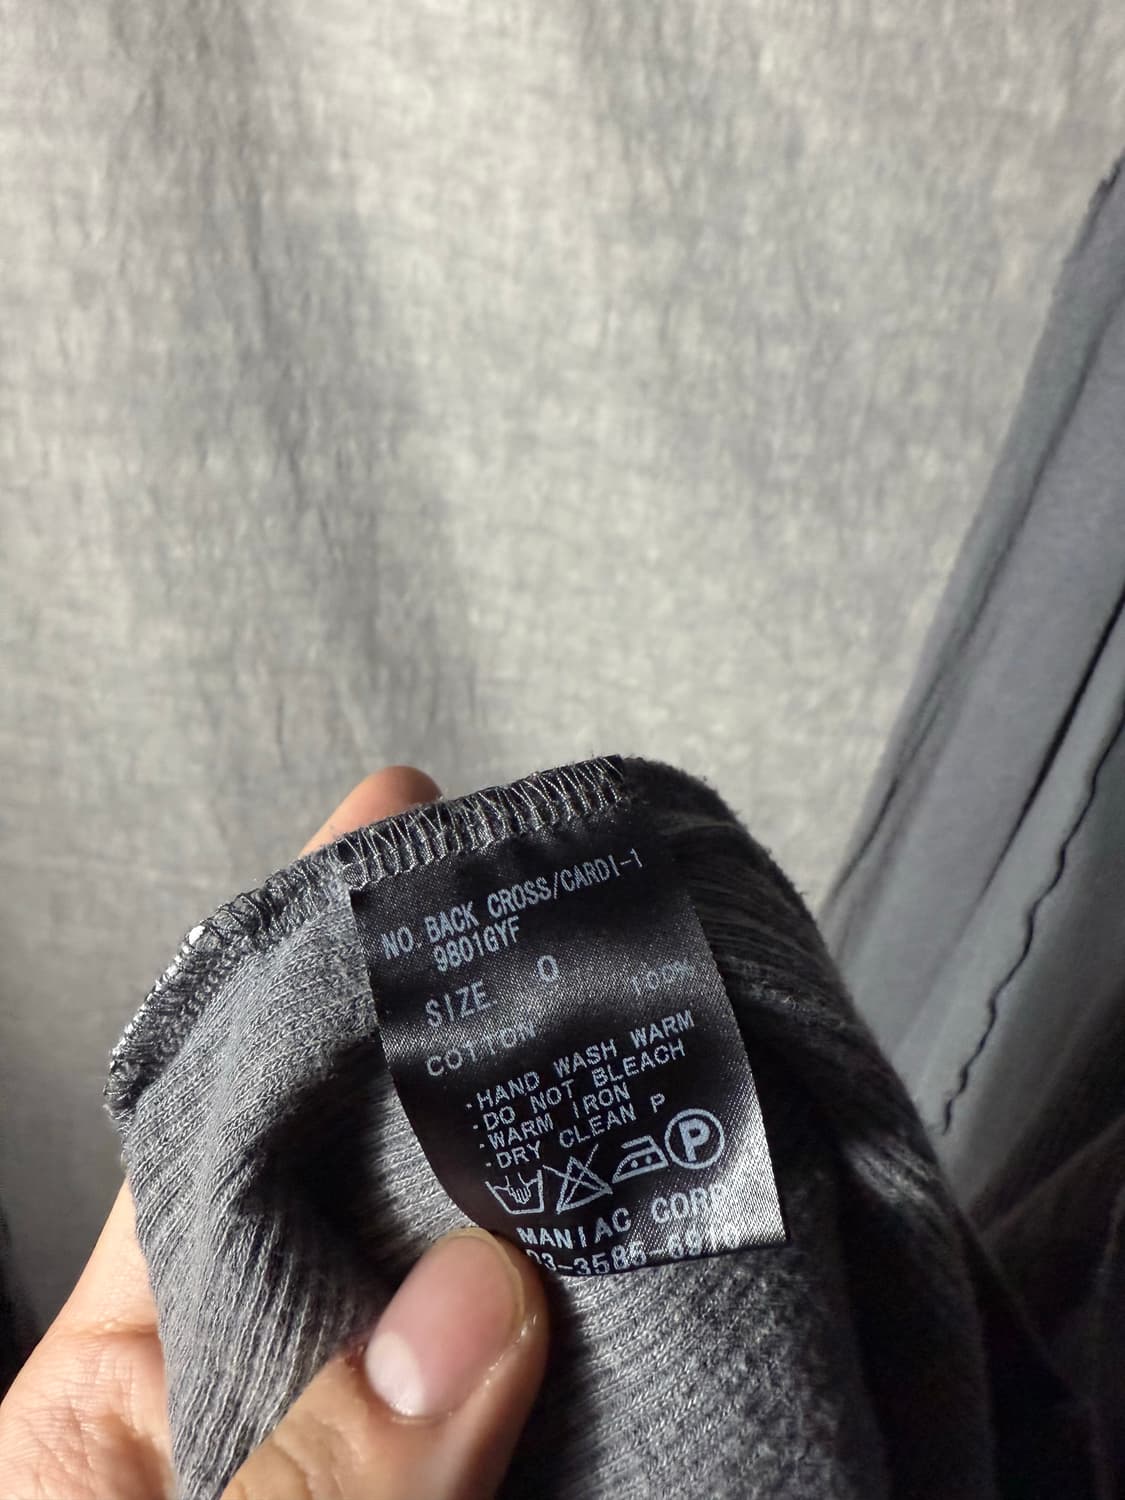 NO BACK CROSS/CARDI-1
9801GYF
SIZE 0
COTTON 100%
·HAND WASH WARM
·DO NOT BLEACH
·WARM IRON
·DRY CLEAN P
P
MANIAC CORP